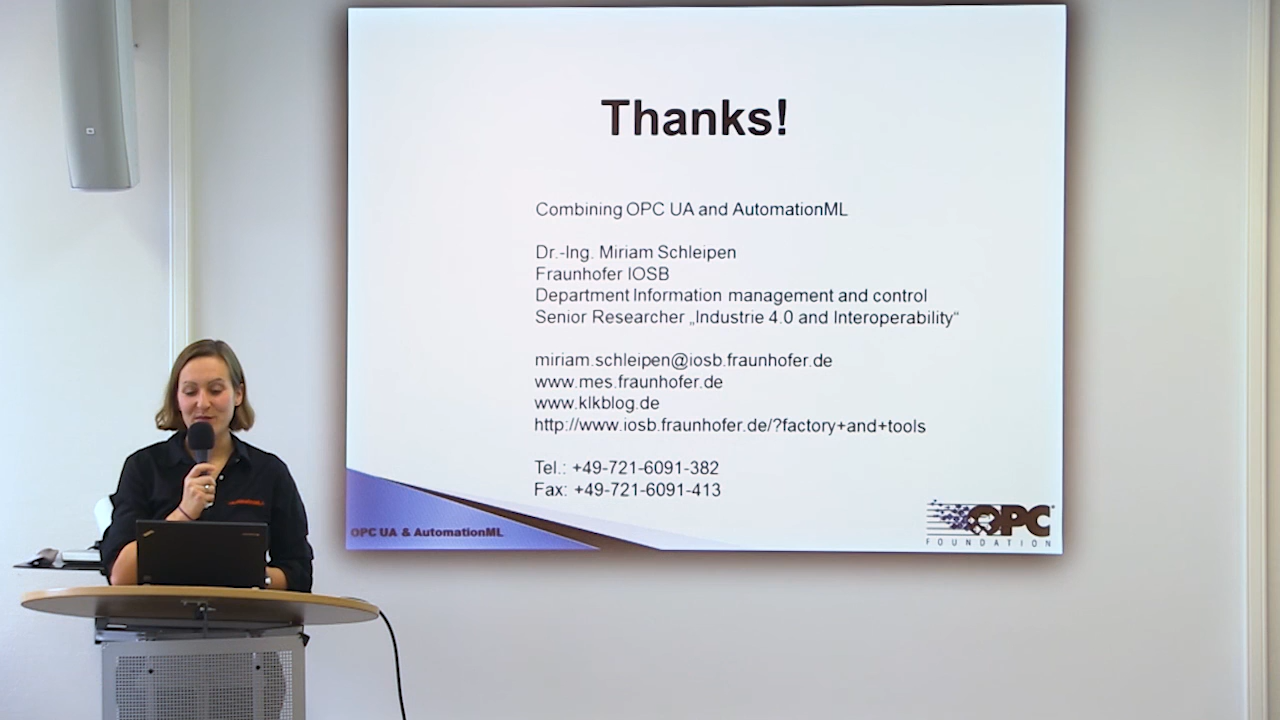 Thanks!
Combining OPC UA and AutomationML
Dr.-Ing. Miriam Schleipen
Fraunhofer IOSB
Department Information management and control
Senior Researcher „Industrie 4.0 and Interoperability“
miriam.schleipen@iosb.fraunhofer.de
www.mes.fraunhofer.de
www.klkblog.de
http://www.iosb.fraunhofer.de/?factory+and+tools
Tel.: +49-721-6091-382
Fax: +49-721-6091-413
OPC UA & AutomationML
OPC
FOUNDATION